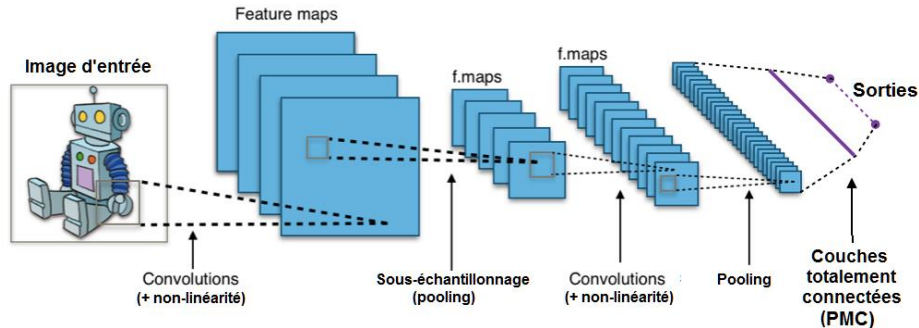 Feature maps
Image d'entrée
f.maps
f.maps
Sorties
Convolutions
(+ non-linéarité)
Sous-échantillonnage
(pooling)
Convolutions
(+ non-linéarité)
Pooling
Couches
totalement
connectées
(PMC)